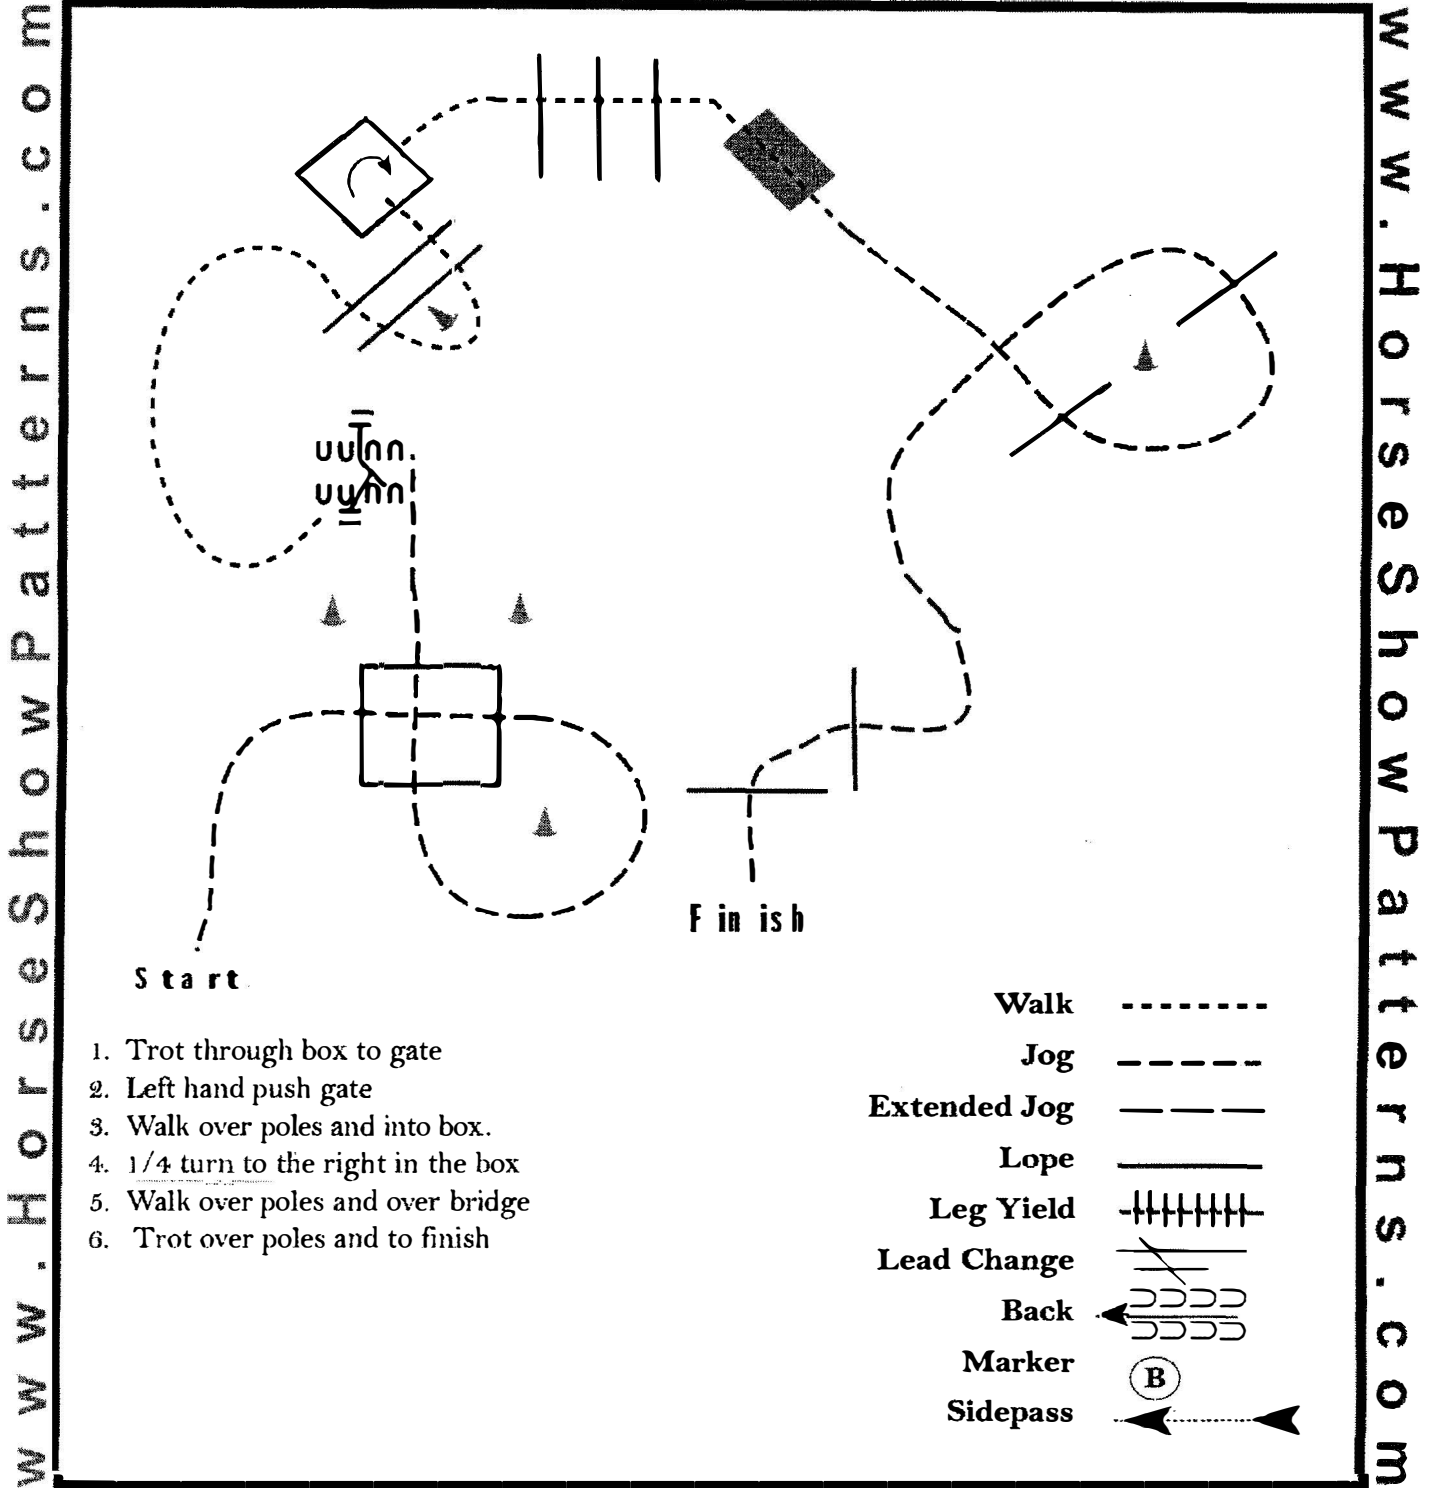 www.HorseShowPatterns.com
www.HorseShowPatterns.com
Start
Finish
1. Trot through box to gate
2. Left hand push gate
3. Walk over poles and into box.
4. 1/4 turn to the right in the box
5. Walk over poles and over bridge
6. Trot over poles and to finish
Walk
Jog
Extended Jog
Lope
Leg Yield
Lead Change
Back
Marker
B
Sidepass